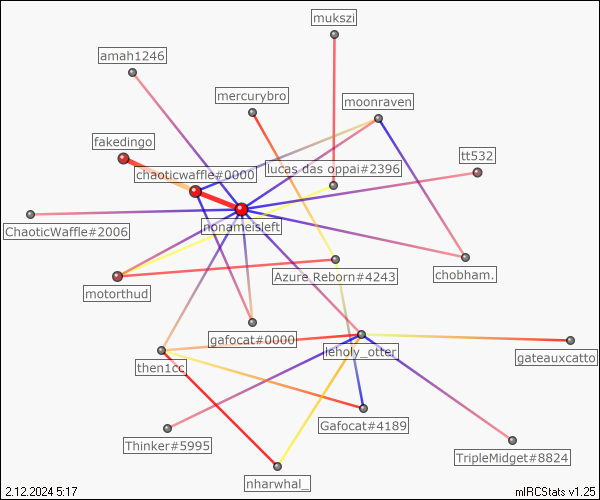 mukszi
amah1246
mercurybro
moonraven
fakedingo
tt532
lucas das oppai#2396
chaoticwaffle#0000
nonameisleft
ChaoticWaffle#2006
chobham.
Azure Reborn#4243
motorthud
gafocat#0000
leholy_otter
gateauxcatto
then1cc
Gafocat#4189
Thinker#5995
TripleMidget#8824
nharwhal_
2.12.2024 5:17
mIRCStats v1.25